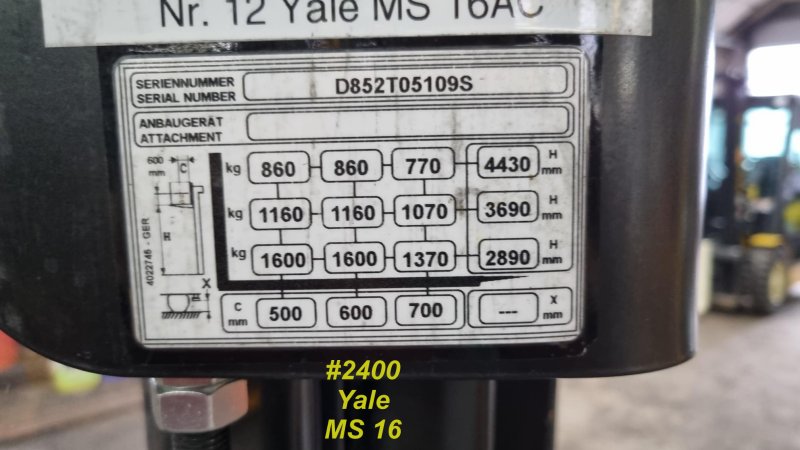 Nr. 12 Yale MS 16AC
SERIENNUMMER
SERIAL NUMBER
D852T05109S
ANBAUGERÄT
ATTACHMENT
600 mm
C
kg 860 860 770 4430 H mm
kg 1160 1160 1070 3690 H mm
kg 1600 1600 1370 2890 H mm
H
X
4022746 - GER
C mm 500 600 700 --- X mm
#2400
Yale
MS 16